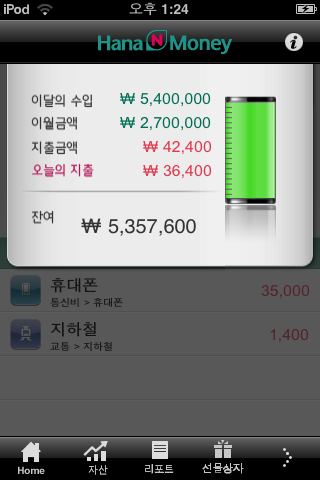 iPod 오후 1:24
Hana N Money
이달의 수입 ₩ 5,400,000
이월금액 ₩ 2,700,000
지출금액 ₩ 42,400
오늘의 지출 ₩ 36,400
잔여 ₩ 5,357,600
휴대폰 35,000
통신비 > 휴대폰
지하철 1,400
교통 > 지하철
Home 자산 리포트 선물상자